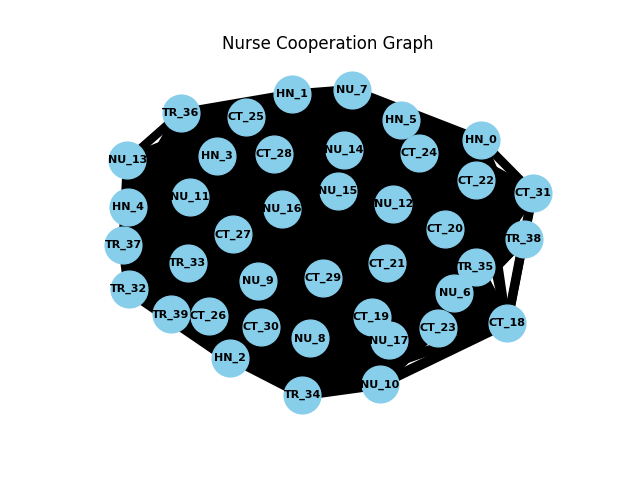 Nurse Cooperation Graph
NU_7
HN_1
TR_36
CT_25
HN_5
HN_0
NU_14
CT_24
CT_28
HN_3
NU_13
CT_22
NU_15
CT_31
NU_11
NU_12
HN_4
NU_16
CT_20
CT_27
TR_38
TR_37
TR_33
CT_21
TR_35
CT_29
NU_9
TR_32
NU_6
TR_39
CT_26
CT_19
CT_18
CT_30
CT_23
NU_8
NU_17
HN_2
NU_10
TR_34